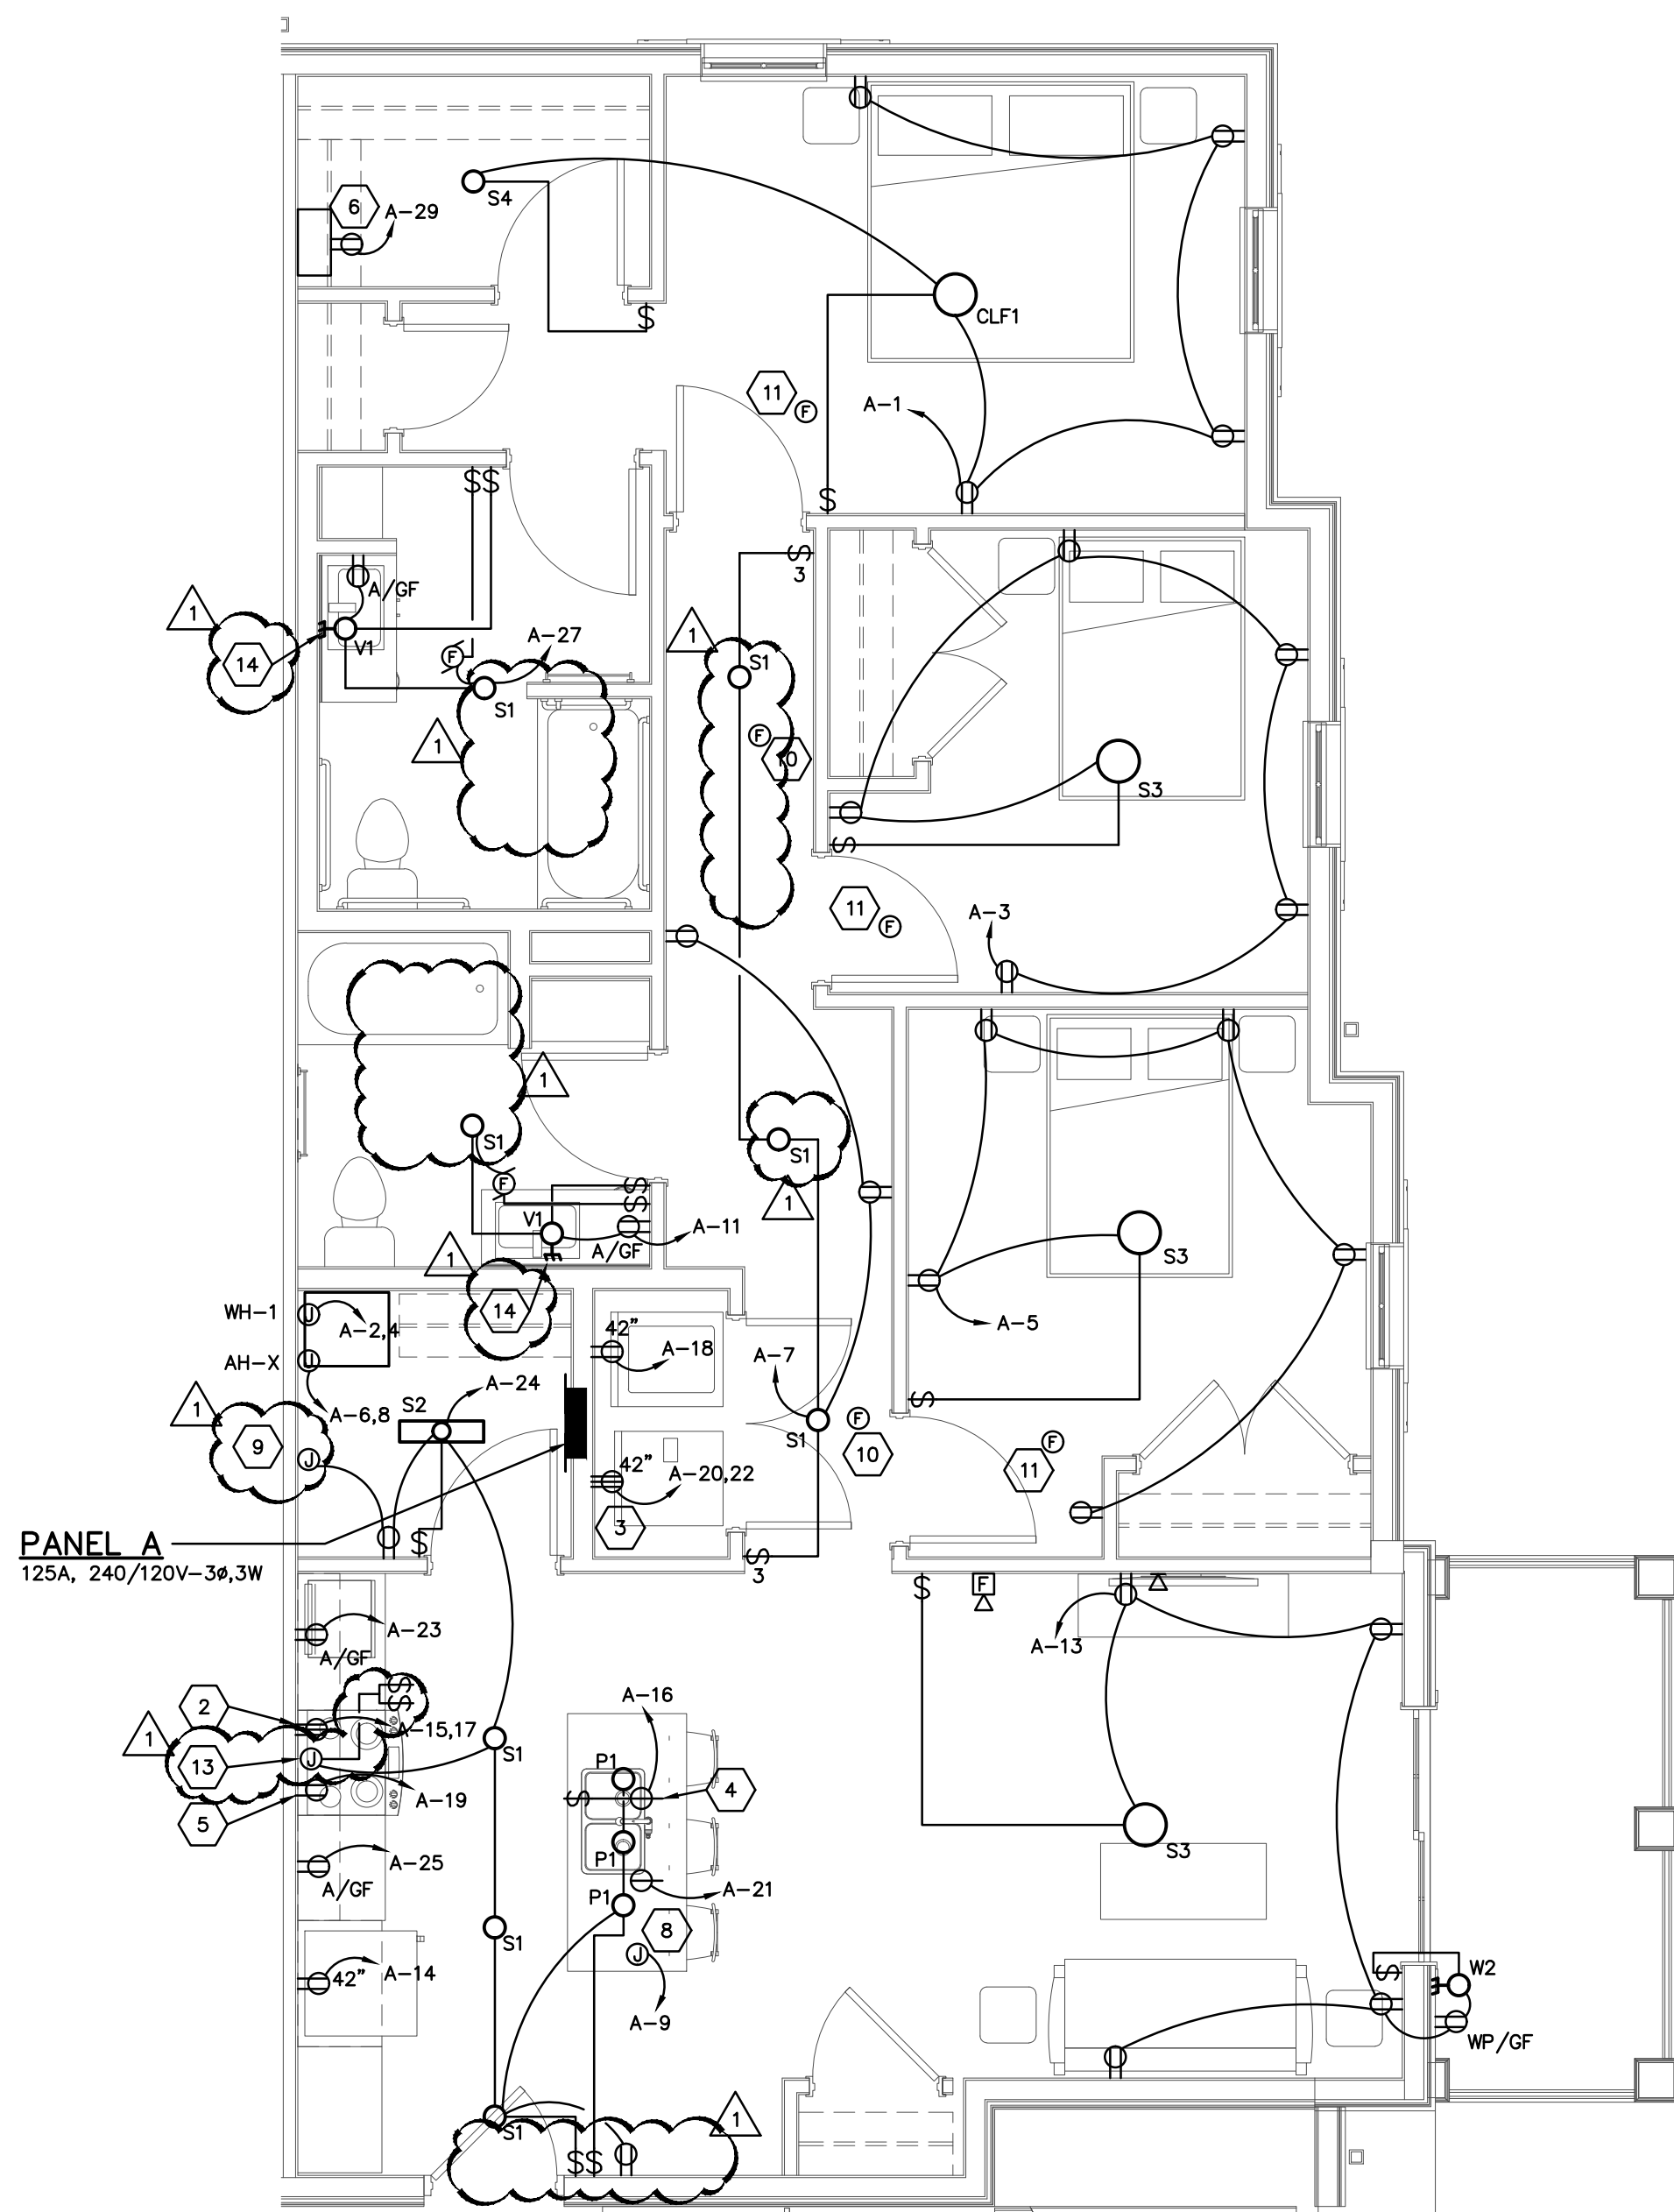 6
A-29
S4
CLF1
11
F
A-1
$
$
$$
$
3
A/GF
1
14
V1
F
A-27
S1
1
1
S1
F
10
S3
$
11
F
A-3
1
S1
F
$
$
V1
A/GF
A-11
S1
1
S3
1
14
WH-1
J
A-2,4
AH-X
J
A-6,8
42"
A-18
A-7
A-5
A-24
S2
1
9
J
$
42"
A-20,22
3
S1
F
10
11
F
$
PANEL A
125A, 240/120V-3ø,3W
$
3
$
F
A-23
A/GF
A-13
$
$
2
A-15,17
1
13
J
S1
A-16
P1
4
$
5
A-19
P1
S3
A-25
A/GF
A-21
P1
8
S1
J
42"
A-14
A-9
$
W2
WP/GF
1
S1
$$